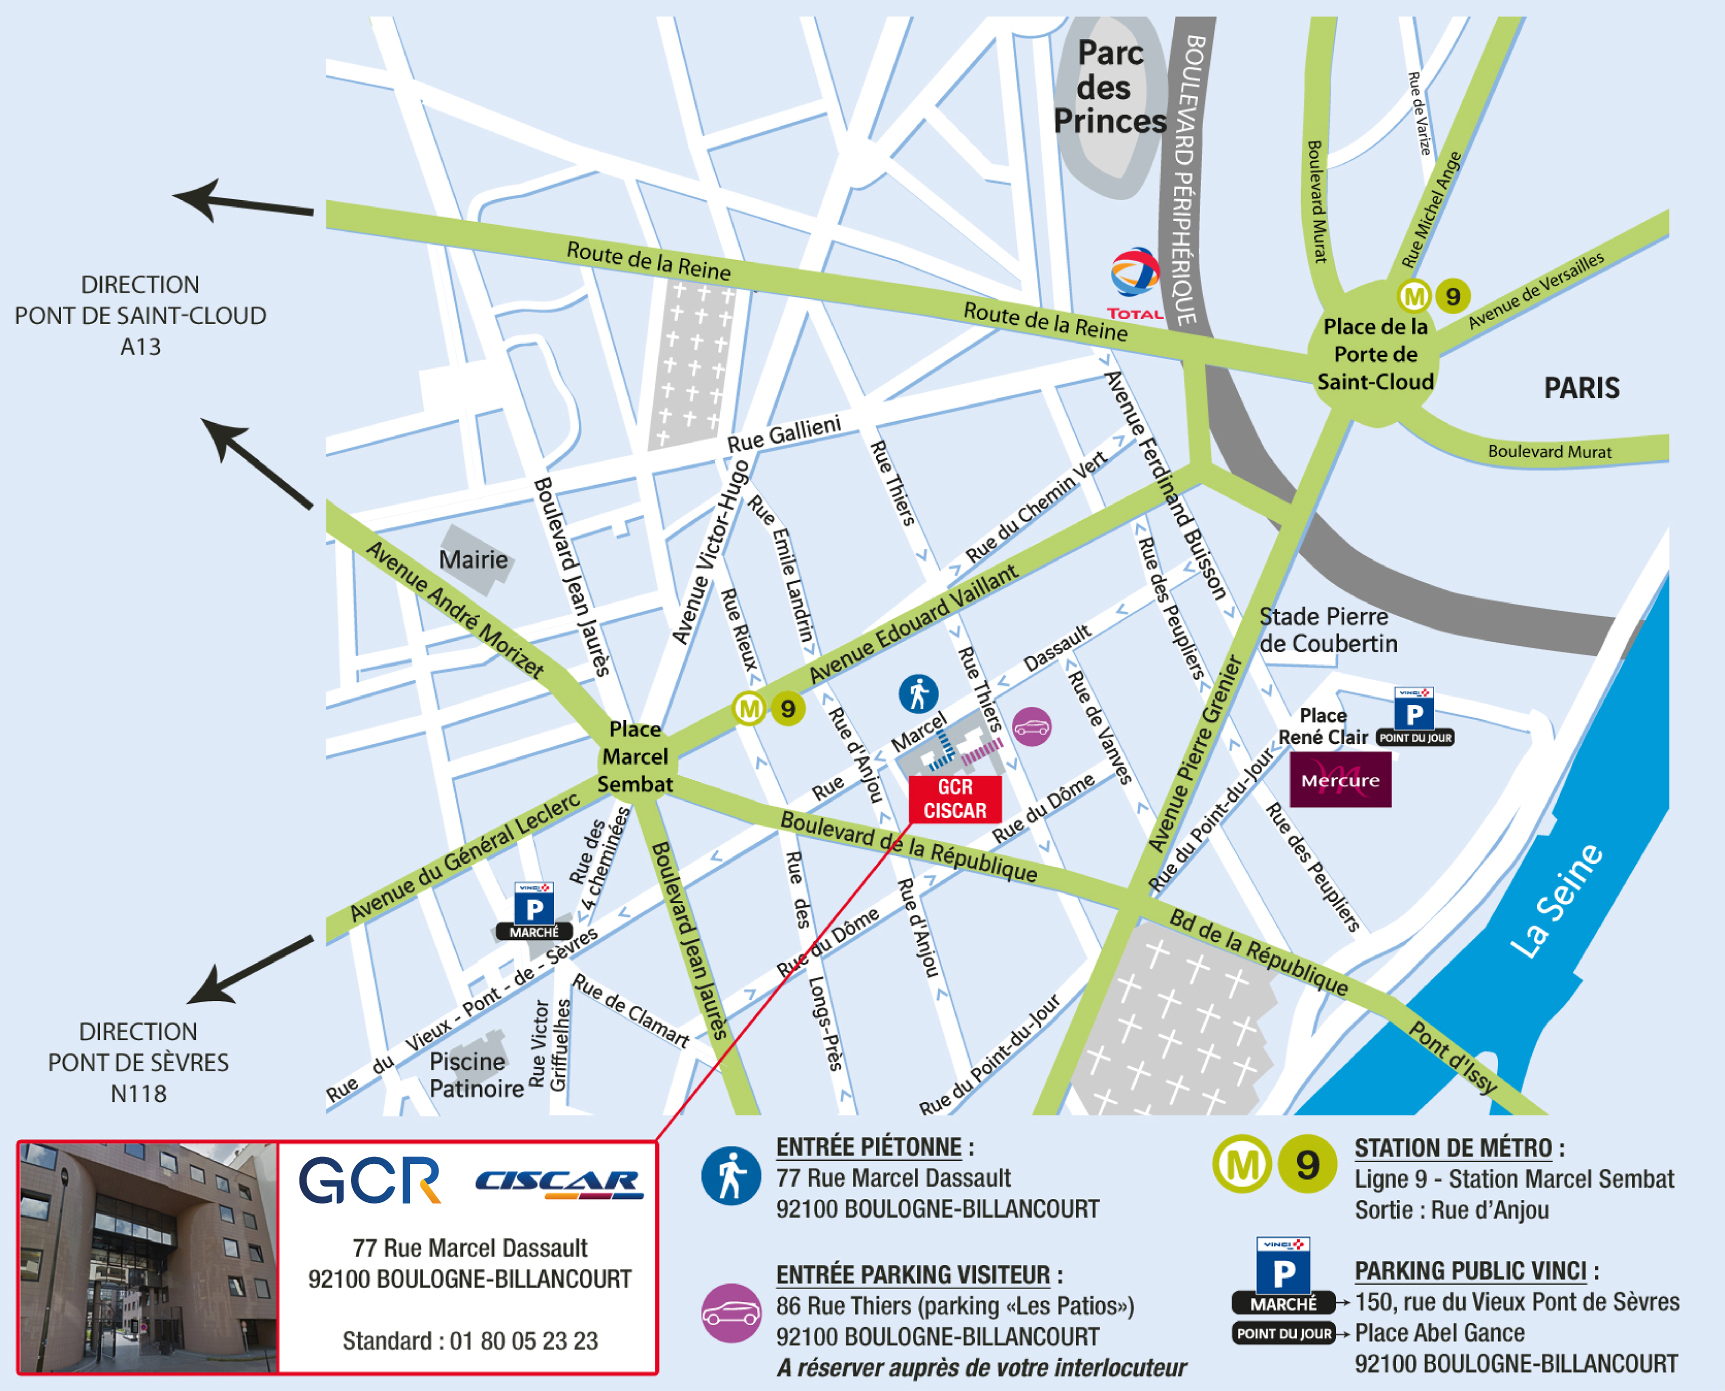 Parc
des
Princes
BOULEVARD PÉRIPHÉRIQUE
Boulevard Murat
Rue de Varize
Rue Michel Ange
Avenue de Versailles
M 9
Place de la
Porte de
Saint-Cloud
PARIS
Boulevard Murat
TOTAL
Route de la Reine
Route de la Reine
DIRECTION
PONT DE SAINT-CLOUD
A13
Rue Gallieni
Avenue Ferdinand Buisson
Rue Thiers
Rue du Chemin Vert
Boulevard Jean Jaurès
Avenue Victor-Hugo
Rue Emile Landrin
Mairie
Avenue André Morizet
Rue Rieux
Avenue Edouard Vaillant
Rue des Peupliers
Stade Pierre
de Coubertin
Dassault
Rue Thiers
Rue de Vanves
Avenue Pierre Grenier
Place
René Clair
VINCI
P
POINT DU JOUR
Mercure
M 9
Place
Marcel
Sembat
Rue d'Anjou
Marcel
Rue
GCR
CISCAR
Rue du Dôme
Rue du Point-du-Jour
Rue des Peupliers
Avenue du Général Leclerc
Rue des
4 cheminées
Boulevard de la République
Boulevard Jean Jaurès
Rue des
Longs-Près
Rue d'Anjou
Rue du Dôme
Bd de la République
La Seine
Pont d'Issy
VINCI
P
MARCHÉ
Rue du Vieux - Pont - de - Sèvres
Rue de Clamart
Rue Victor
Griffuelhes
Piscine
Patinoire
Rue du Point-du-Jour
DIRECTION
PONT DE SÈVRES
N118
GCR CISCAR
77 Rue Marcel Dassault
92100 BOULOGNE-BILLANCOURT
Standard : 01 80 05 23 23
ENTRÉE PIÉTONNE :
77 Rue Marcel Dassault
92100 BOULOGNE-BILLANCOURT
ENTRÉE PARKING VISITEUR :
86 Rue Thiers (parking «Les Patios»)
92100 BOULOGNE-BILLANCOURT
A réserver auprès de votre interlocuteur
M 9
STATION DE MÉTRO :
Ligne 9 - Station Marcel Sembat
Sortie : Rue d'Anjou
VINCI
P
PARKING PUBLIC VINCI :
MARCHÉ 150, rue du Vieux Pont de Sèvres
POINT DU JOUR Place Abel Gance
92100 BOULOGNE-BILLANCOURT